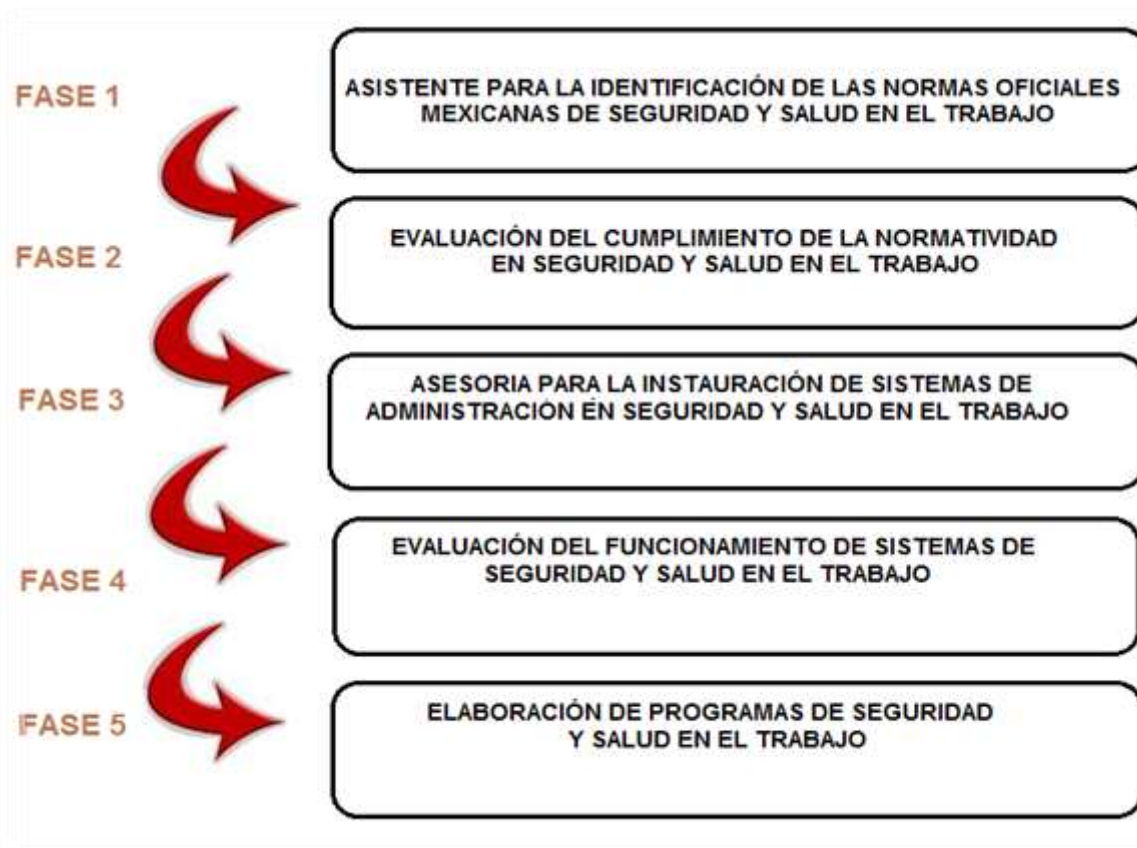 FASE 1
ASISTENTE PARA LA IDENTIFICACIÓN DE LAS NORMAS OFICIALES
MEXICANAS DE SEGURIDAD Y SALUD EN EL TRABAJO
FASE 2
EVALUACIÓN DEL CUMPLIMIENTO DE LA NORMATIVIDAD
EN SEGURIDAD Y SALUD EN EL TRABAJO
FASE 3
ASESORIA PARA LA INSTAURACIÓN DE SISTEMAS DE
ADMINISTRACIÓN EN SEGURIDAD Y SALUD EN EL TRABAJO
FASE 4
EVALUACIÓN DEL FUNCIONAMIENTO DE SISTEMAS DE
SEGURIDAD Y SALUD EN EL TRABAJO
FASE 5
ELABORACIÓN DE PROGRAMAS DE SEGURIDAD
Y SALUD EN EL TRABAJO